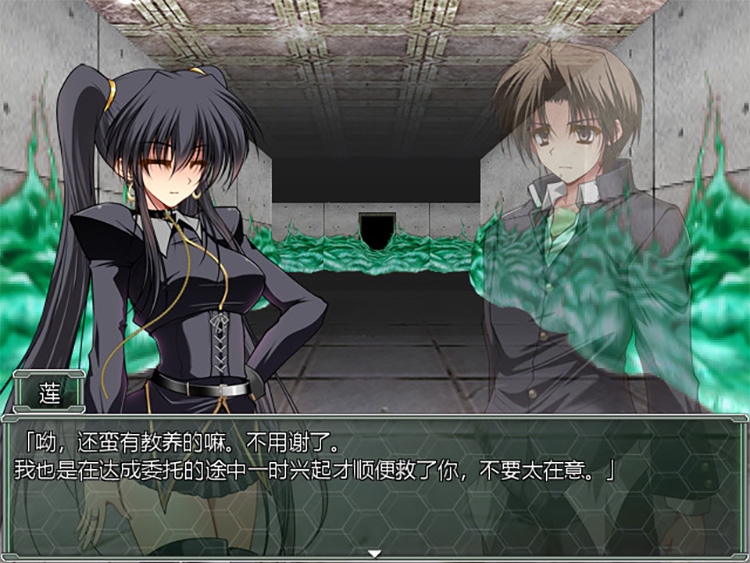 莲
「呦，还蛮有教养的嘛。不用谢了。
我也是在达成委托的途中一时兴起才顺便救了你，不要太在意。」